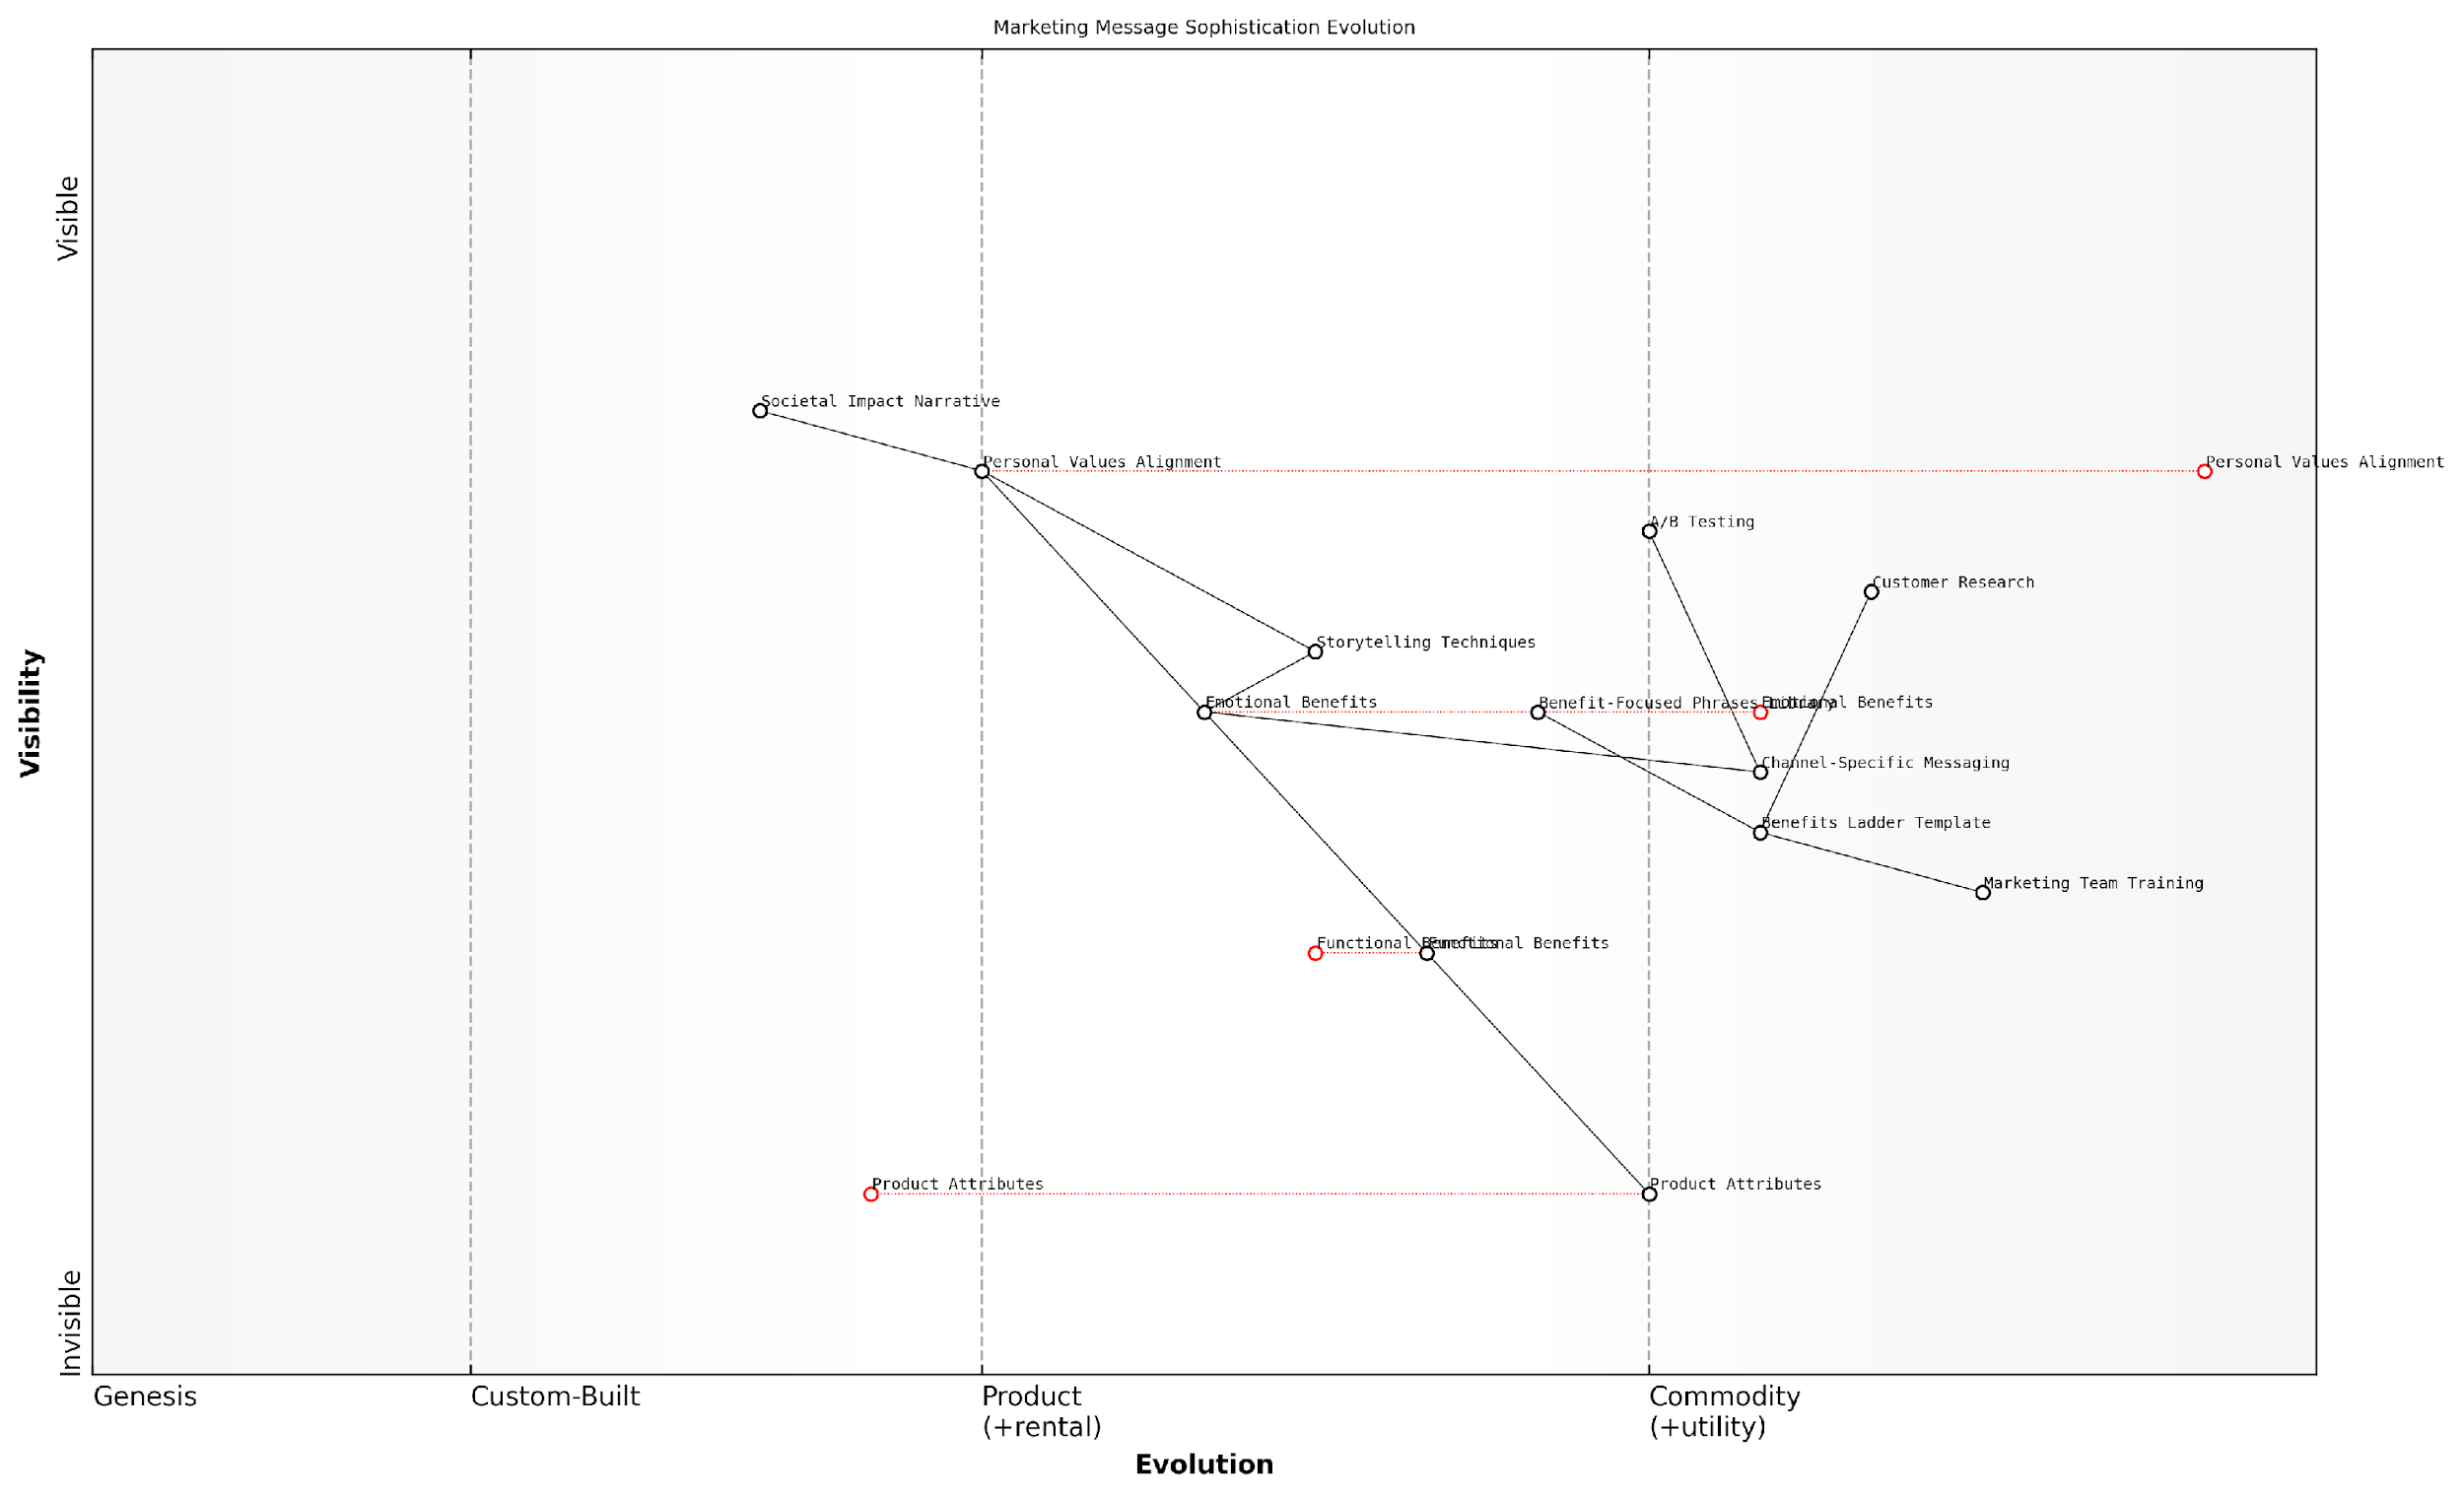 Marketing Message Sophistication Evolution
Visible
Societal Impact Narrative
Personal Values Alignment
Personal Values Alignment
A/B Testing
Customer Research
Storytelling Techniques
Visibility
Emotional Benefits
Benefit-Focused Phrases Library
Emotional Benefits
Channel-Specific Messaging
Benefits Ladder Template
Marketing Team Training
Functional Benefits
Functional Benefits
Product Attributes
Product Attributes
Invisible
Genesis
Custom-Built
Product
(+rental)
Commodity
(+utility)
Evolution